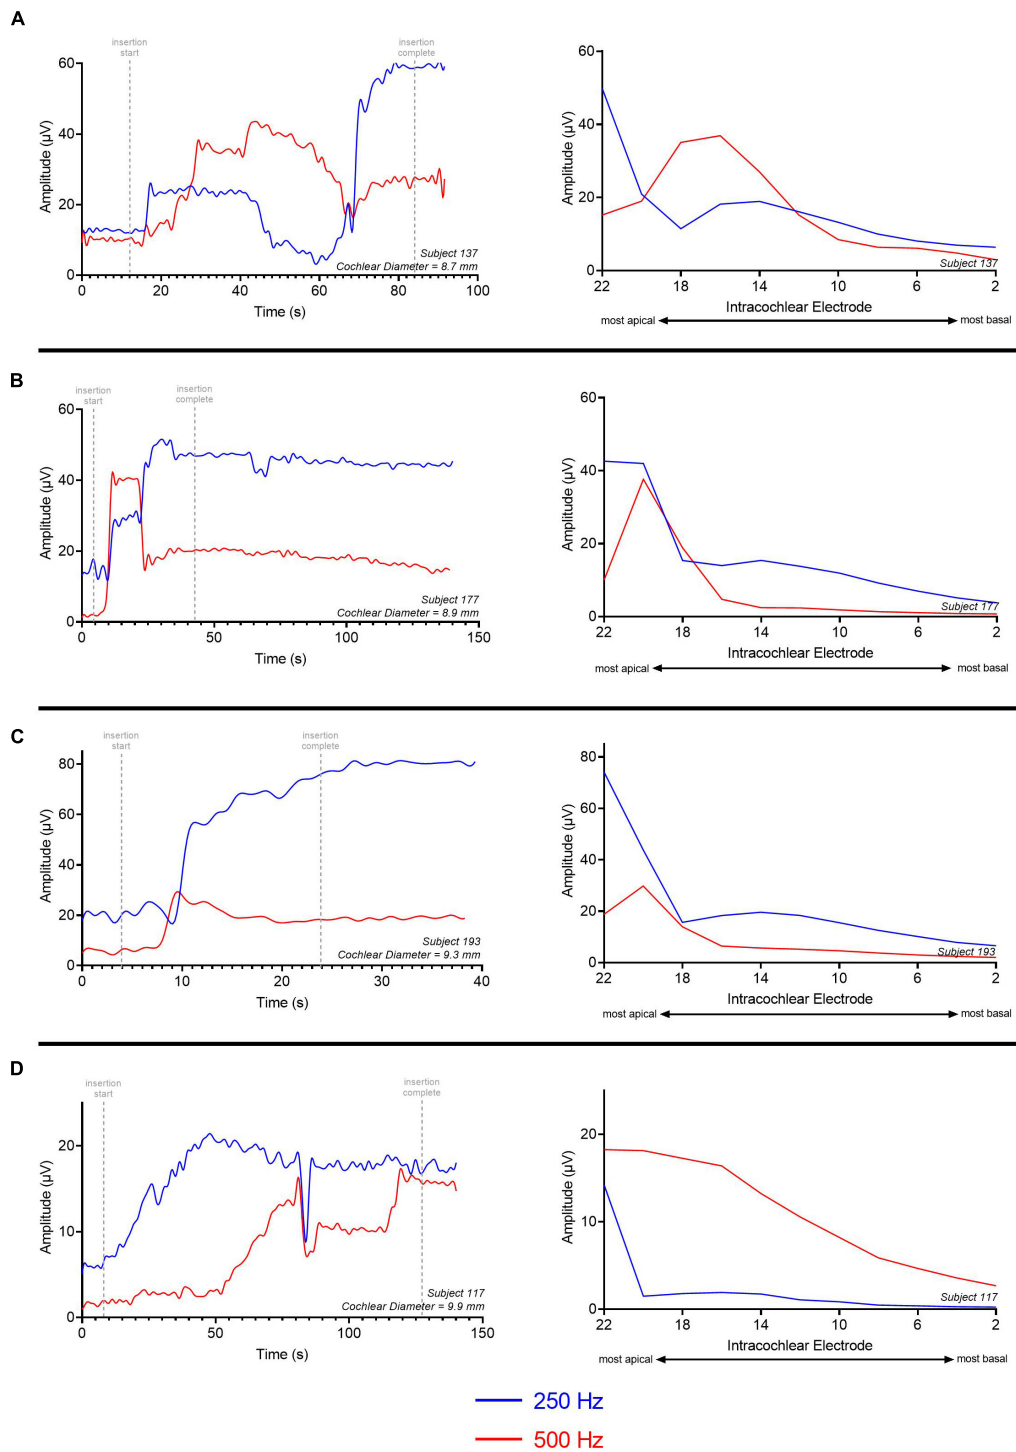 A
insertion
start
insertion
complete
60
40
20
0
Amplitude (µV)
Subject 137
Cochlear Diameter = 8.7 mm
0 20 40 60 80 100
Time (s)
60
40
20
0
Amplitude (µV)
Subject 137
22 18 14 10 6 2
Intracochlear Electrode
most apical most basal
B
insertion
start
insertion
complete
60
40
20
0
Amplitude (µV)
Subject 177
Cochlear Diameter = 8.9 mm
0 50 100 150
Time (s)
60
40
20
0
Amplitude (µV)
Subject 177
22 18 14 10 6 2
Intracochlear Electrode
most apical most basal
C
insertion
start
insertion
complete
80
60
40
20
0
Amplitude (µV)
Subject 193
Cochlear Diameter = 9.3 mm
0 10 20 30 40
Time (s)
80
60
40
20
0
Amplitude (µV)
Subject 193
22 18 14 10 6 2
Intracochlear Electrode
most apical most basal
D
insertion
start
insertion
complete
20
10
0
Amplitude (µV)
Subject 117
Cochlear Diameter = 9.9 mm
0 50 100 150
Time (s)
20
10
0
Amplitude (µV)
Subject 117
22 18 14 10 6 2
Intracochlear Electrode
most apical most basal
250 Hz
500 Hz